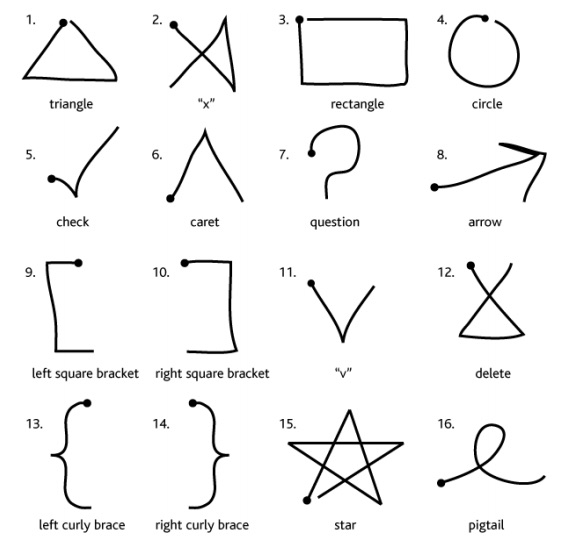 1. 2. 3. 4.
triangle “x” rectangle circle
5. 6. 7. 8.
check caret question arrow
9. 10. 11. 12.
left square bracket right square bracket “v” delete
13. 14. 15. 16.
left curly brace right curly brace star pigtail